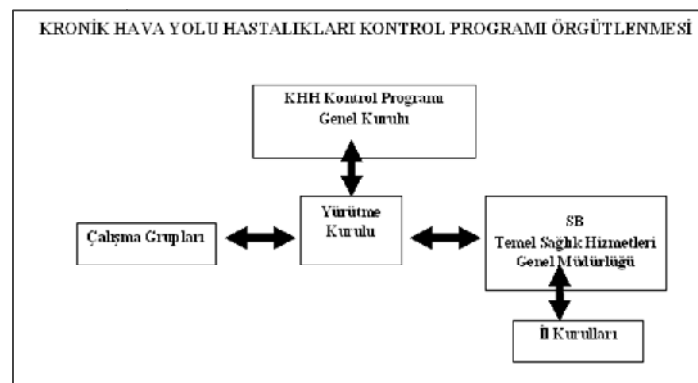 KRONİK HAVA YOLU HASTALIKLARI KONTROL PROGRAMI ÖRGÜTLENMESİ
KHH Kontrol Programı
Genel Kurulu
Yürütme
Kurulu
Çalışma Grupları
SB
Temel Sağlık Hizmetleri
Genel Müdürlüğü
İl Kurulları